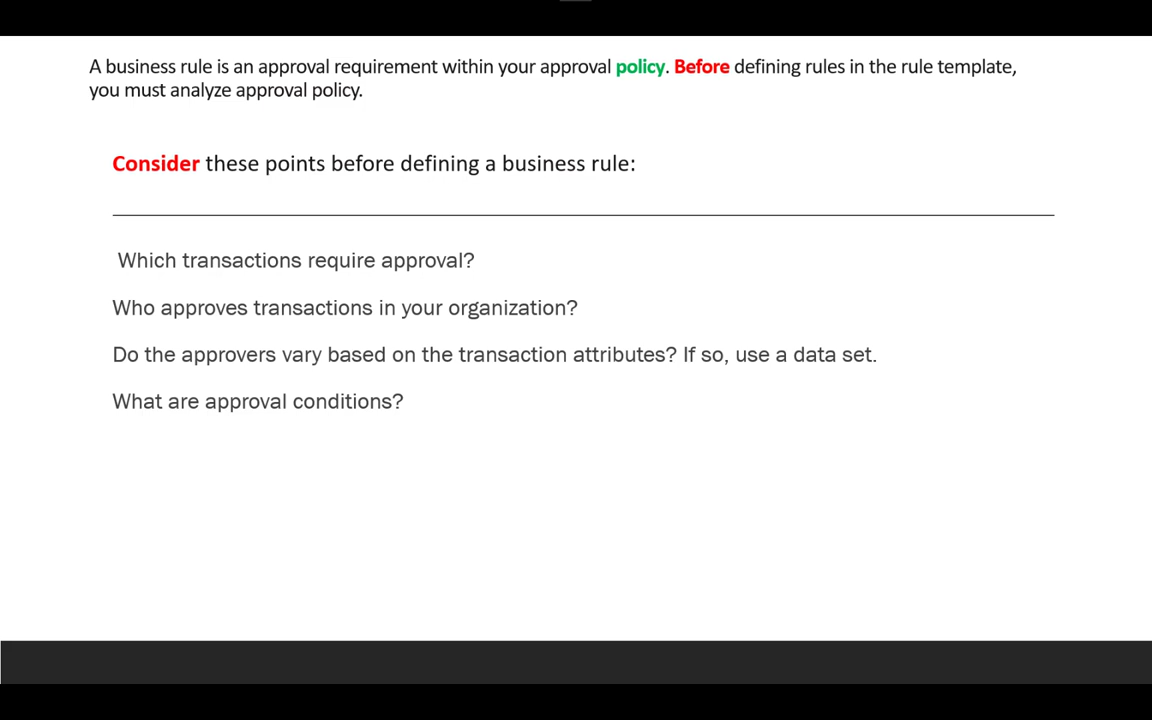 A business rule is an approval requirement within your approval policy. Before defining rules in the rule template,
you must analyze approval policy.
Consider these points before defining a business rule:
Which transactions require approval?
Who approves transactions in your organization?
Do the approvers vary based on the transaction attributes? If so, use a data set.
What are approval conditions?